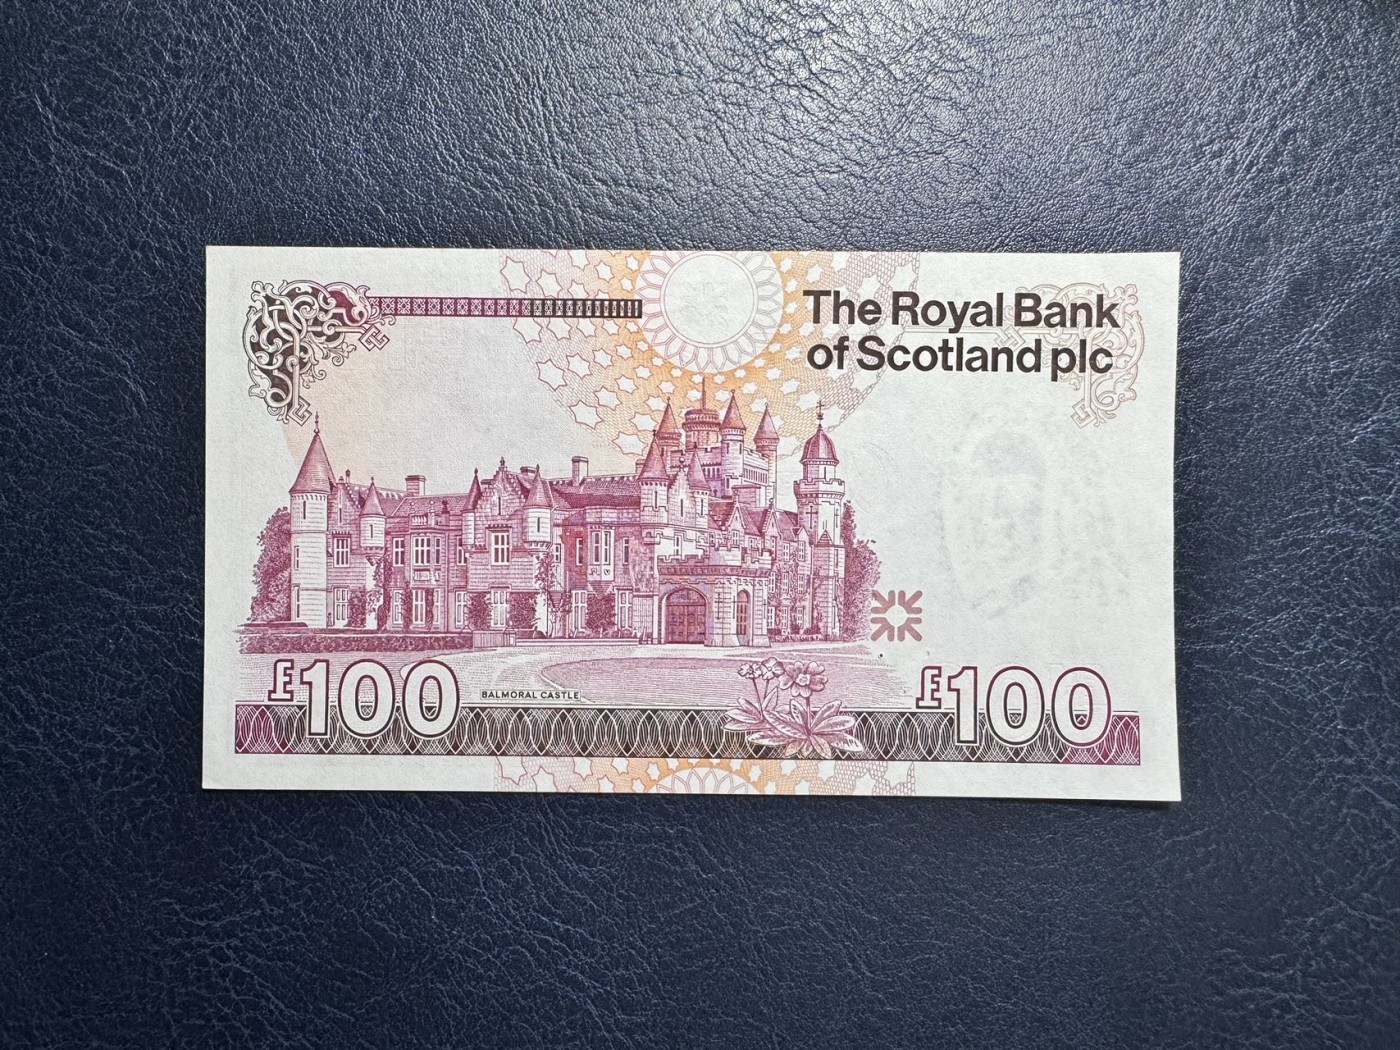 The Royal Bank
of Scotland plc
£100
BALMORAL CASTLE
£100